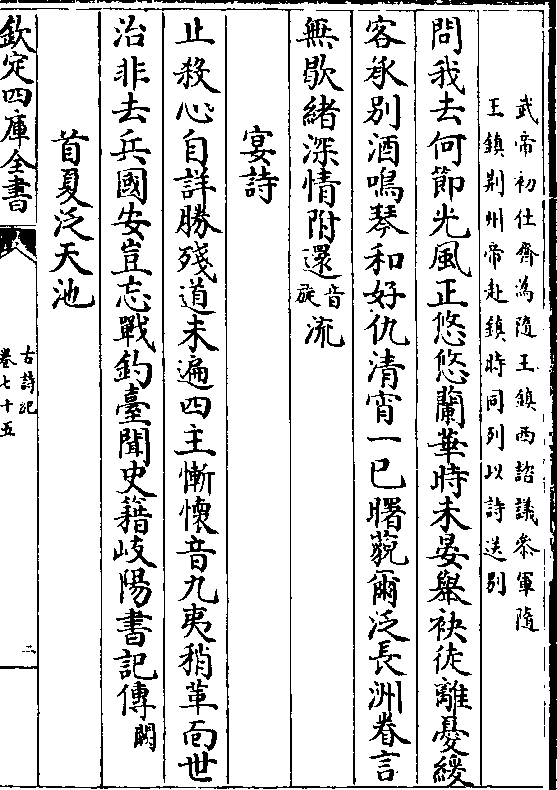 武帝初仕齊為隨王鎮西諮議㕘軍隨
王鎮荆州帝赴鎮時同列以詩送别
問我去何節光風正悠悠蘭華時未晏舉袂徒離憂緩
客承别酒鳴琴和好仇清宵一已曙藐爾泛長洲眷言
無歇緒深情附還音旋流
宴詩
止殺心自詳勝殘道未遍四主漸懷音九夷稍革面世
治非去兵國安豈忘戰釣臺聞史籍岐陽書記傳闕
首夏泛天池
欽定四庫全書
古詩紀
卷七十五
二